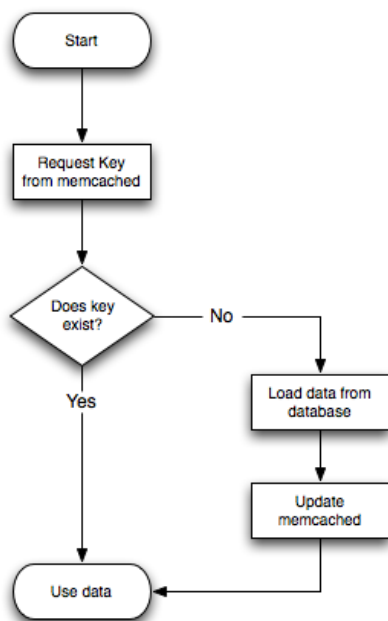 Start
Request Key
from memcached
Does key
exist?
No
Yes
Load data from
database
Update
memcached
Use data